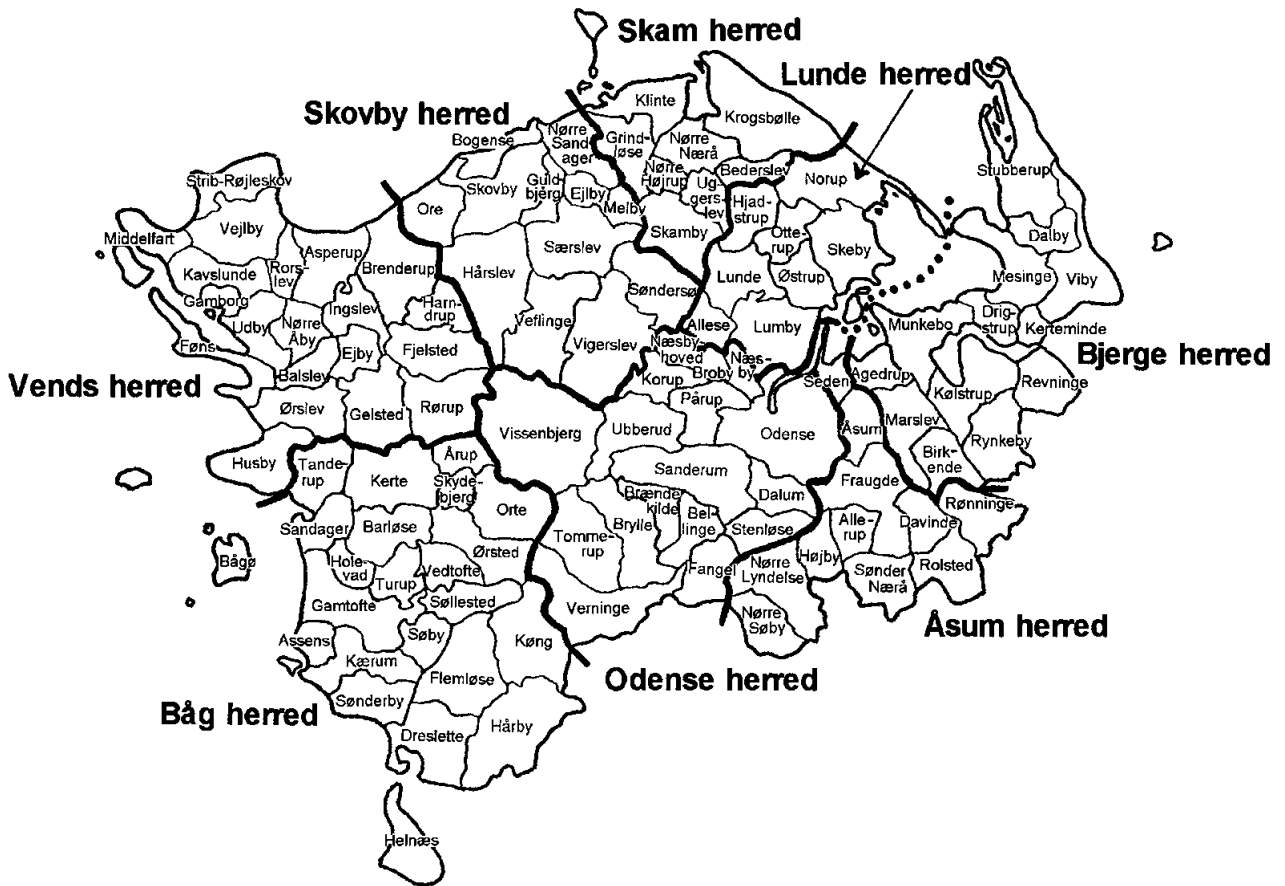 Skam herred
Lunde herred
Skovby herred
Klinte
Krogsbølle
Bogense
Nørre
Sand
ager
Grind-
løse
Nørre
Nærå
Stubberup
Strib-Røjleskov
Skovby
Guld
bjerg
Ejlby
Nørre
Højrup
Bederslev
Norup
Ore
Melby
Ug-
gers-
lev
Hjad-
strup
Middelfart
Vejlby
Asperup
Skamby
Otte-
rup
Skeby
Dalby
Kavslunde
Rors-
lev
Brenderup
Hårslev
Særslev
Lunde
Østrup
Mesinge
Viby
Gamborg
Harn-
drup
Søndersø
Udby
Nørre
Åby
Ingslev
Veflinge
Allese
Lumby
Munkebo
Drig-
strup
Kerteminde
Føns
Ejby
Fjelsted
Vigerslev
Næsby-
hoved
Broby
Næs-
by
Bjerge herred
Vends herred
Balslev
Korup
Pårup
Seden
Agedrup
Kølstrup
Revninge
Ørslev
Gelsted
Rørup
Vissenbjerg
Ubberud
Odense
Åsum
Marslev
Rynkeby
Husby
Tande-
rup
Kerte
Årup
Skyde-
bjerg
Orte
Sanderum
Dalum
Fraugde
Birk-
ende
Rønninge
Sandager
Barløse
Brænde
kilde
Brylle
Bel-
linge
Stenløse
Alle-
rup
Davinde
Bågø
Hole-
vad
Turup
Vedtofte
Ørsted
Tomme-
rup
Fangel
Nørre
Lyndelse
Højby
Sønder
Nærå
Rolsted
Gamtofte
Søllested
Verninge
Nørre
Søby
Åsum herred
Assens
Søby
Køng
Kærum
Flemløse
Odense herred
Båg herred
Sønderby
Dreslette
Hårby
Helnæs